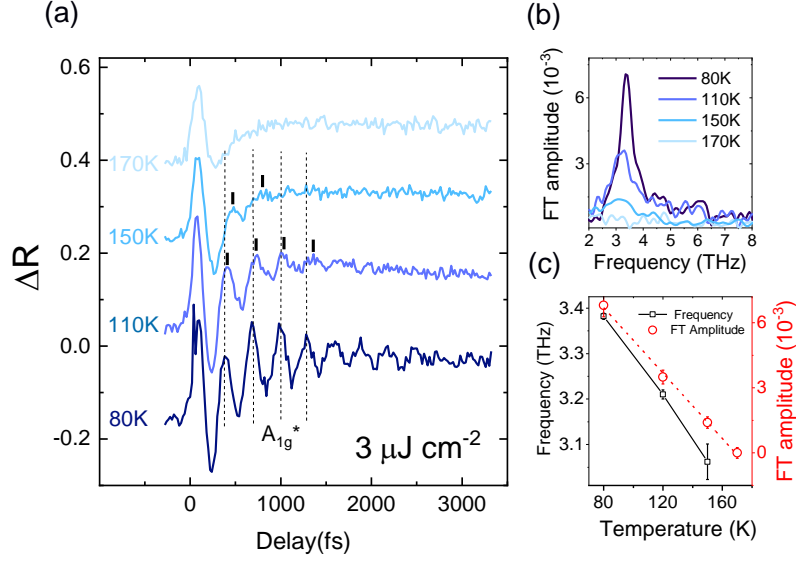 (a)
0.6
0.4
0.2
0.0
-0.2
ΔR
170K
150K
110K
80K
A1g*
3 μJ cm-2
0
1000
2000
3000
Delay(fs)
(b)
FT amplitude (10-3)
6
3
80K
110K
150K
170K
2
3
4
5
6
7
8
Frequency (THz)
(c)
Frequency (THz)
3.4
3.3
3.2
3.1
Frequency
FT Amplitude
6
3
0
FT amplitude (10-3)
80
120
160
Temperature (K)